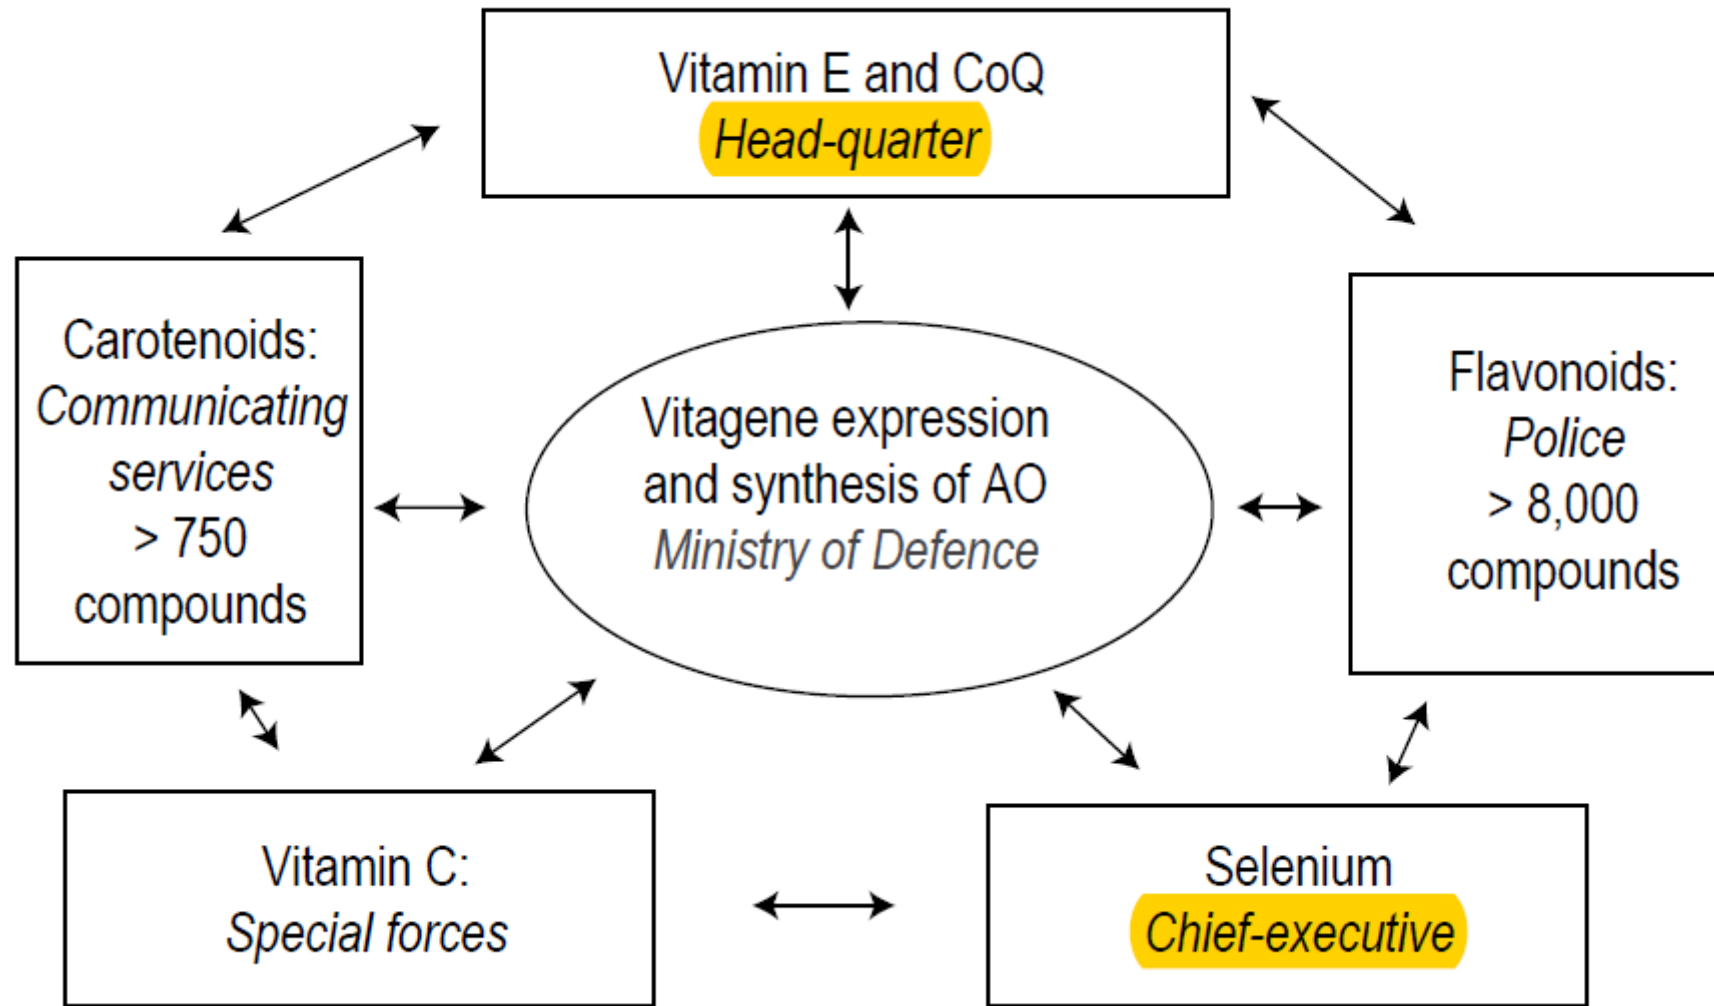 Vitamin E and CoQ
Head-quarter
Carotenoids:
Communicating
services
> 750
compounds
Vitagene expression
and synthesis of AO
Ministry of Defence
Flavonoids:
Police
> 8,000
compounds
Vitamin C:
Special forces
Selenium
Chief-executive